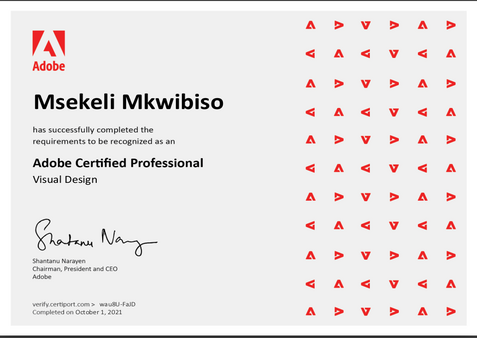 Adobe
Msekeli Mkwibiso
has successfully completed the
requirements to be recognized as an
Adobe Certified Professional
Visual Design
Shantanu Narayen
Shantanu Narayen
Chairman, President and CEO
Adobe
verify.certiport.com > wau8U-FaJD
Completed on October 1, 2021